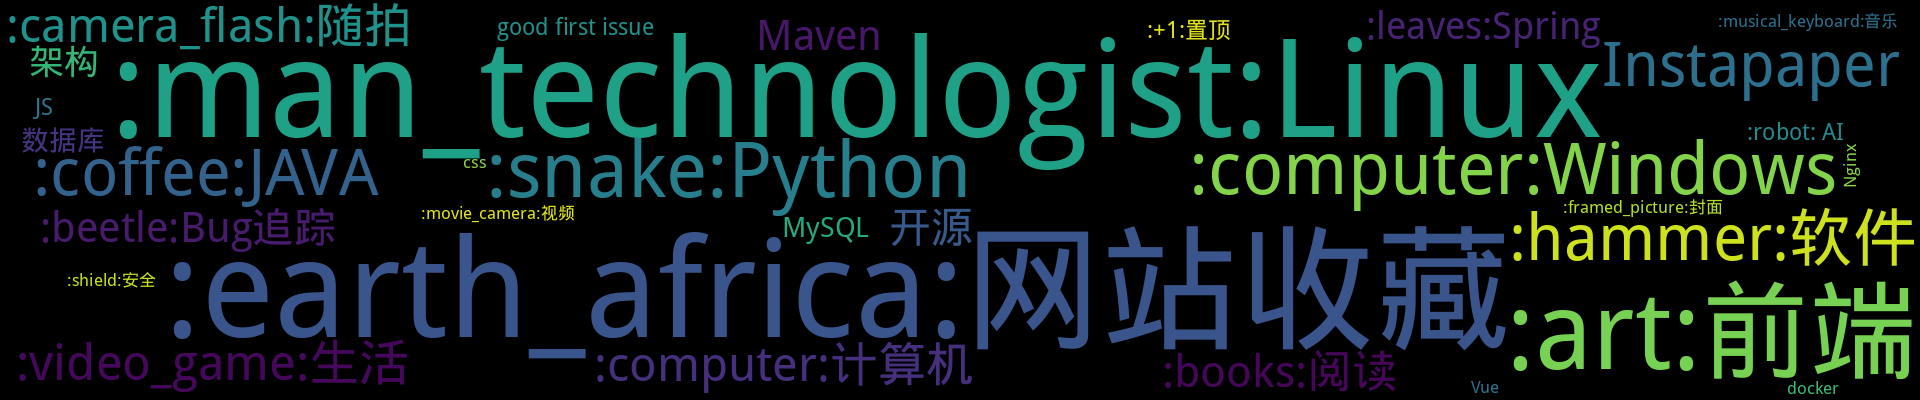 :camera_flash:随拍
good first issue
Maven
:+1:置顶
:leaves:Spring
:musical_keyboard:音乐
架构
:man_technologist:Linux
Instapaper
JS
数据库
:robot: AI
:coffee:JAVA
css
:snake:Python
:computer:Windows
Nginx
:beetle:Bug追踪
:movie_camera:视频
MySQL
开源
:framed_picture:封面
:hammer:软件
:shield:安全
:earth_africa:网站收藏
:art:前端
:video_game:生活
:computer:计算机
:books:阅读
Vue
docker